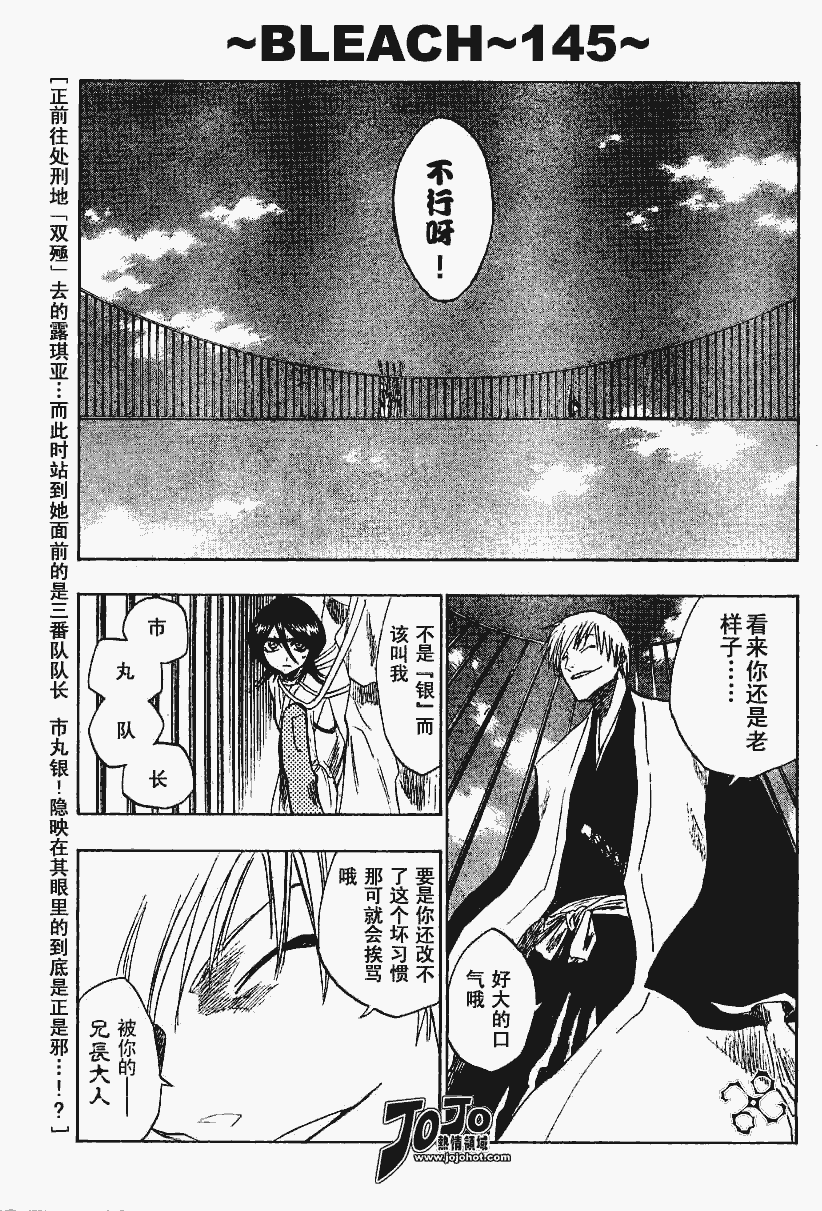 ~BLEACH~145~
[正前往处刑地「双殛」去的露琪亚…而此时站到她面前的是三番队队长 市丸银!隐映在其眼里的到底是正是邪…!?]
不行呀!
看来你还是老
样子……
好大的口
气哦
不是『银』而
该叫我
市
丸
队
长
要是你还改不
了这个坏习惯
那可就会挨骂
哦
被你的——
兄長大人
JOJO
熱情領域
www.jojohot.com